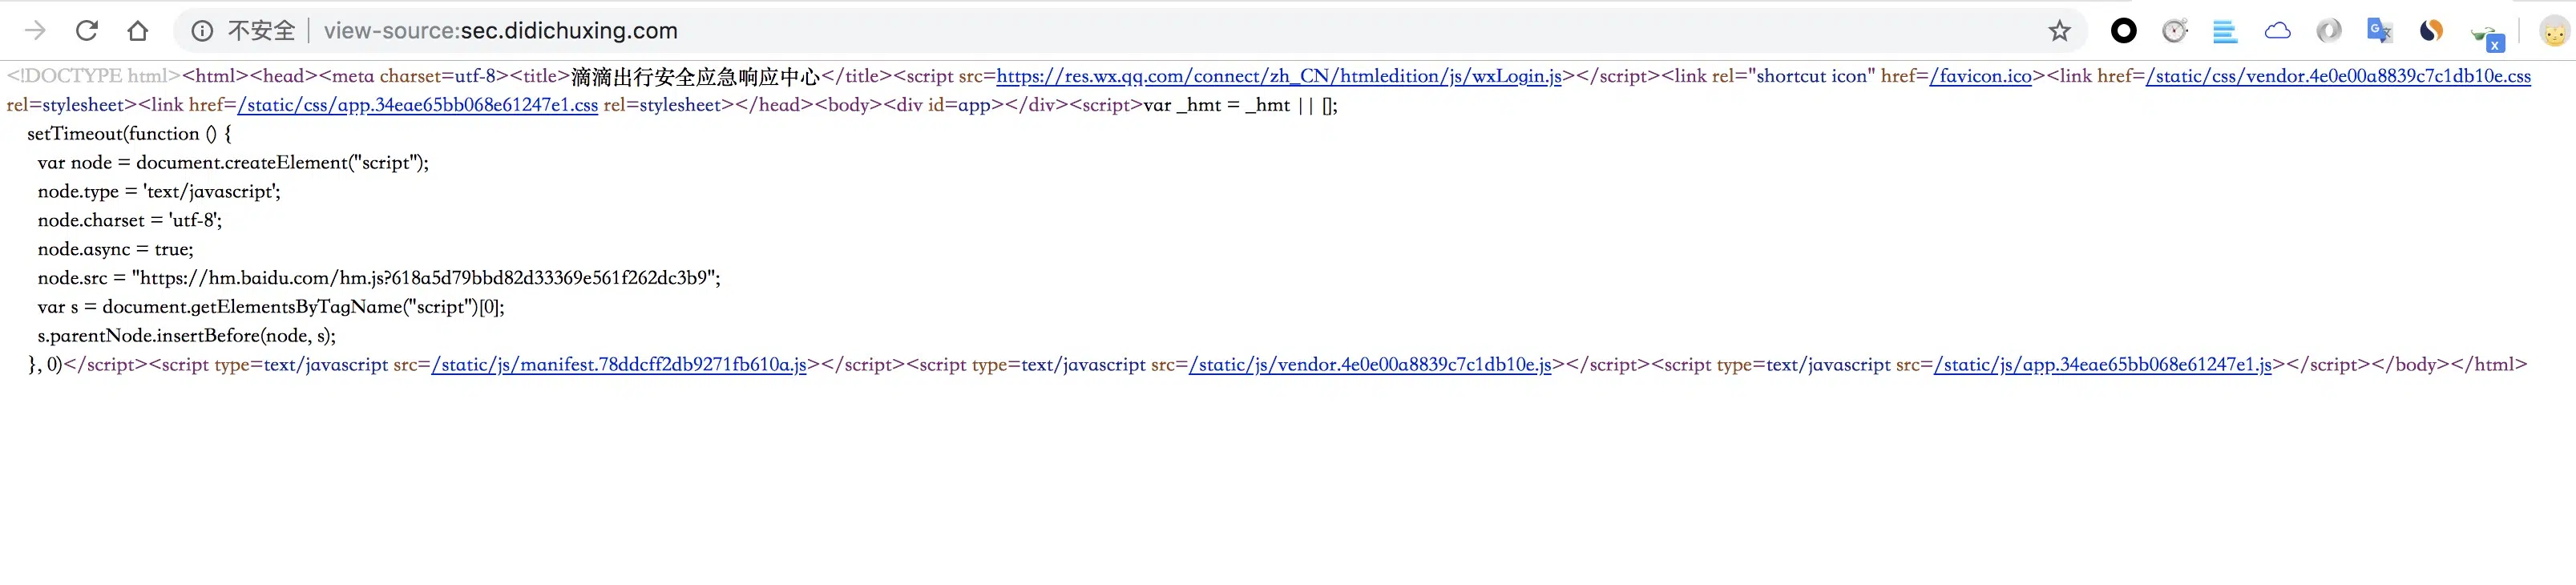 不安全 | view-source:sec.didichuxing.com
<!DOCTYPE html><html><head><meta charset=utf-8><title>滴滴出行安全应急响应中心</title><script src=https://res.wx.qq.com/connect/zh_CN/htmledition/js/wxLogin.js></script><link rel="shortcut icon" href=/favicon.ico><link href=/static/css/vendor.4e0e00a8839c7c1db10e.css
rel=stylesheet><link href=/static/css/app.34eae65bb068e61247e1.css rel=stylesheet></head><body><div id=app></div><script>var _hmt = _hmt || [];
setTimeout(function () {
var node = document.createElement("script");
node.type = 'text/javascript';
node.charset = 'utf-8';
node.async = true;
node.src = "https://hm.baidu.com/hm.js?618a5d79bbd82d33369e561f262dc3b9";
var s = document.getElementsByTagName("script")[0];
s.parentNode.insertBefore(node, s);
}, 0)</script><script type=text/javascript src=/static/js/manifest.78ddcff2db9271fb610a.js></script><script type=text/javascript src=/static/js/vendor.4e0e00a8839c7c1db10e.js></script><script type=text/javascript src=/static/js/app.34eae65bb068e61247e1.js></script></body></html>